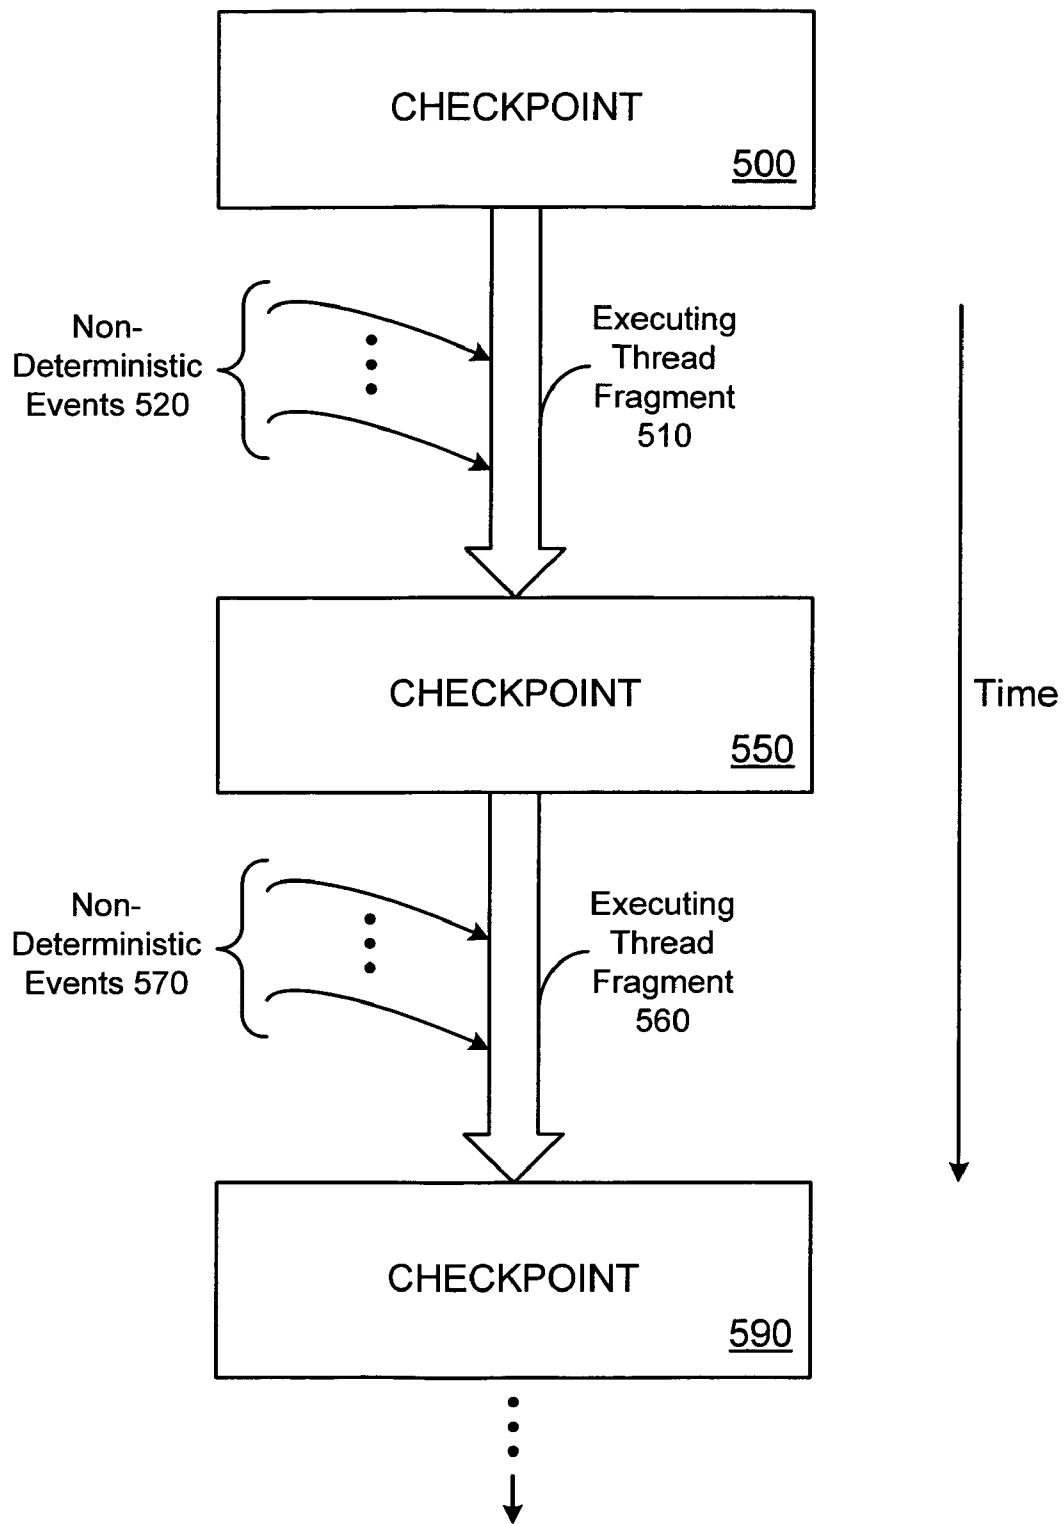 CHECKPOINT
500
Non-
Deterministic
Events 520
Executing
Thread
Fragment
510
CHECKPOINT
550
Time
Non-
Deterministic
Events 570
Executing
Thread
Fragment
560
CHECKPOINT
590